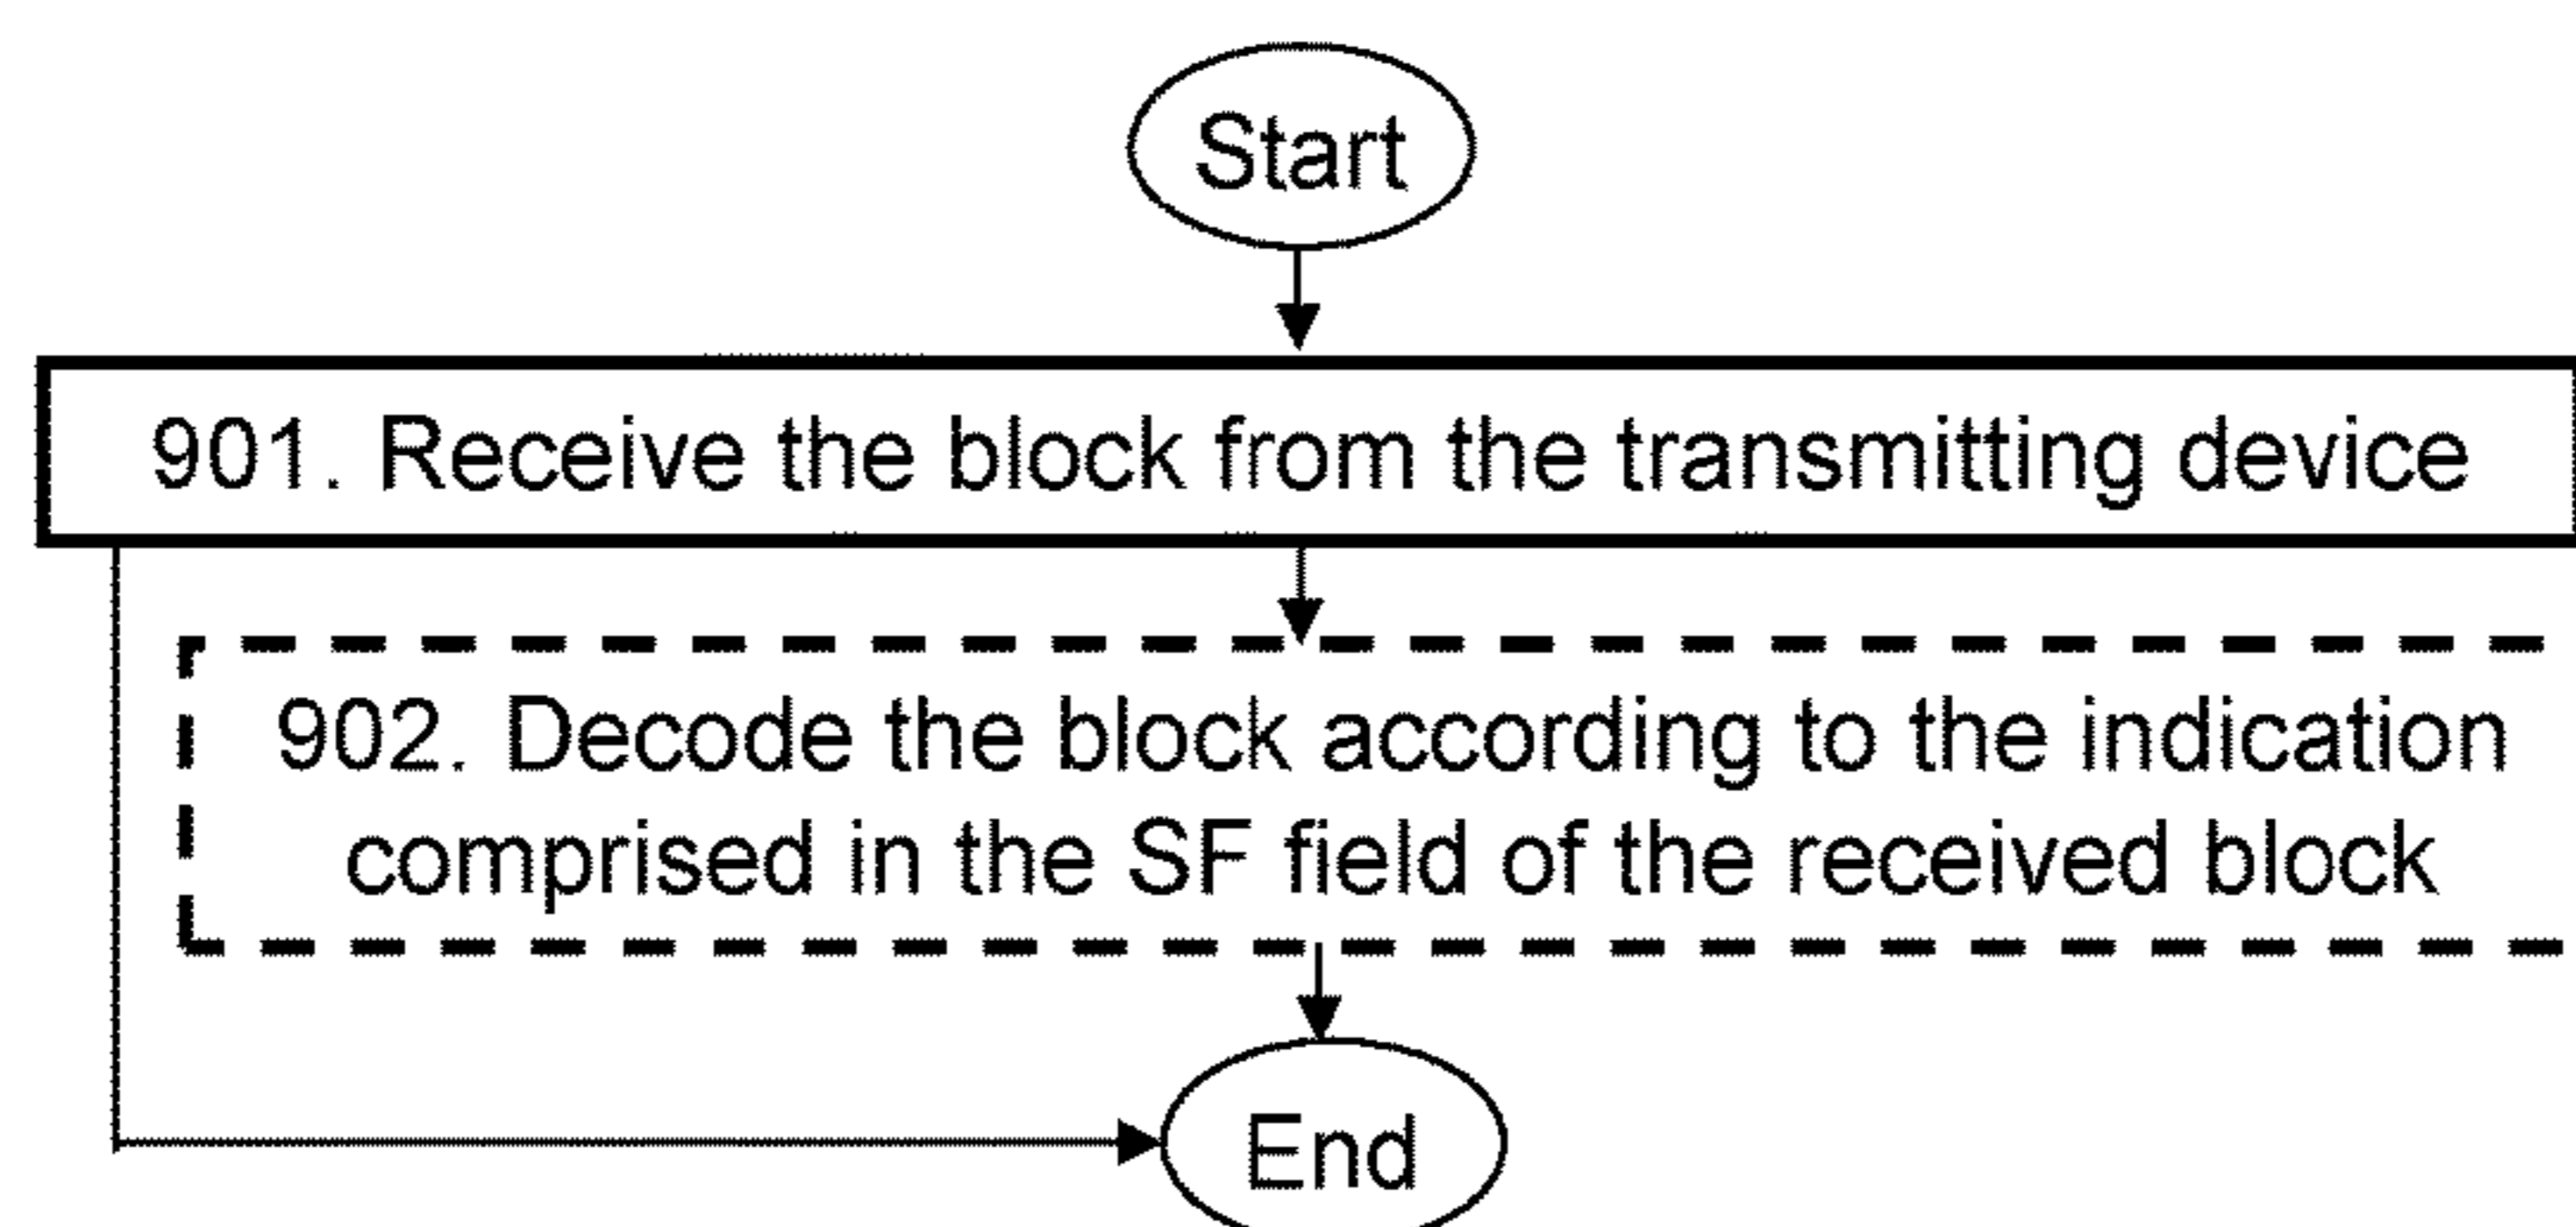 Start
901. Receive the block from the transmitting device
902. Decode the block according to the indication
comprised in the SF field of the received block
End